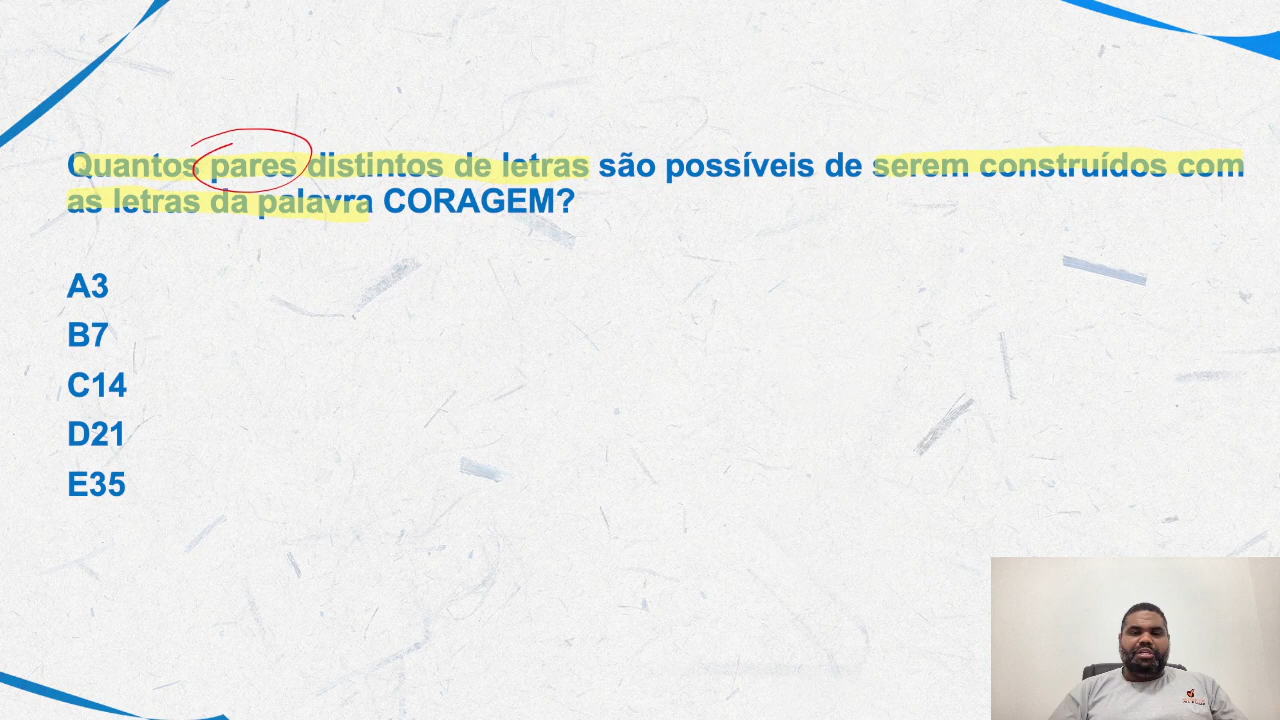 Quantos pares distintos de letras são possíveis de serem construídos com
as letras da palavra CORAGEM?
A3
B7
C14
D21
E35